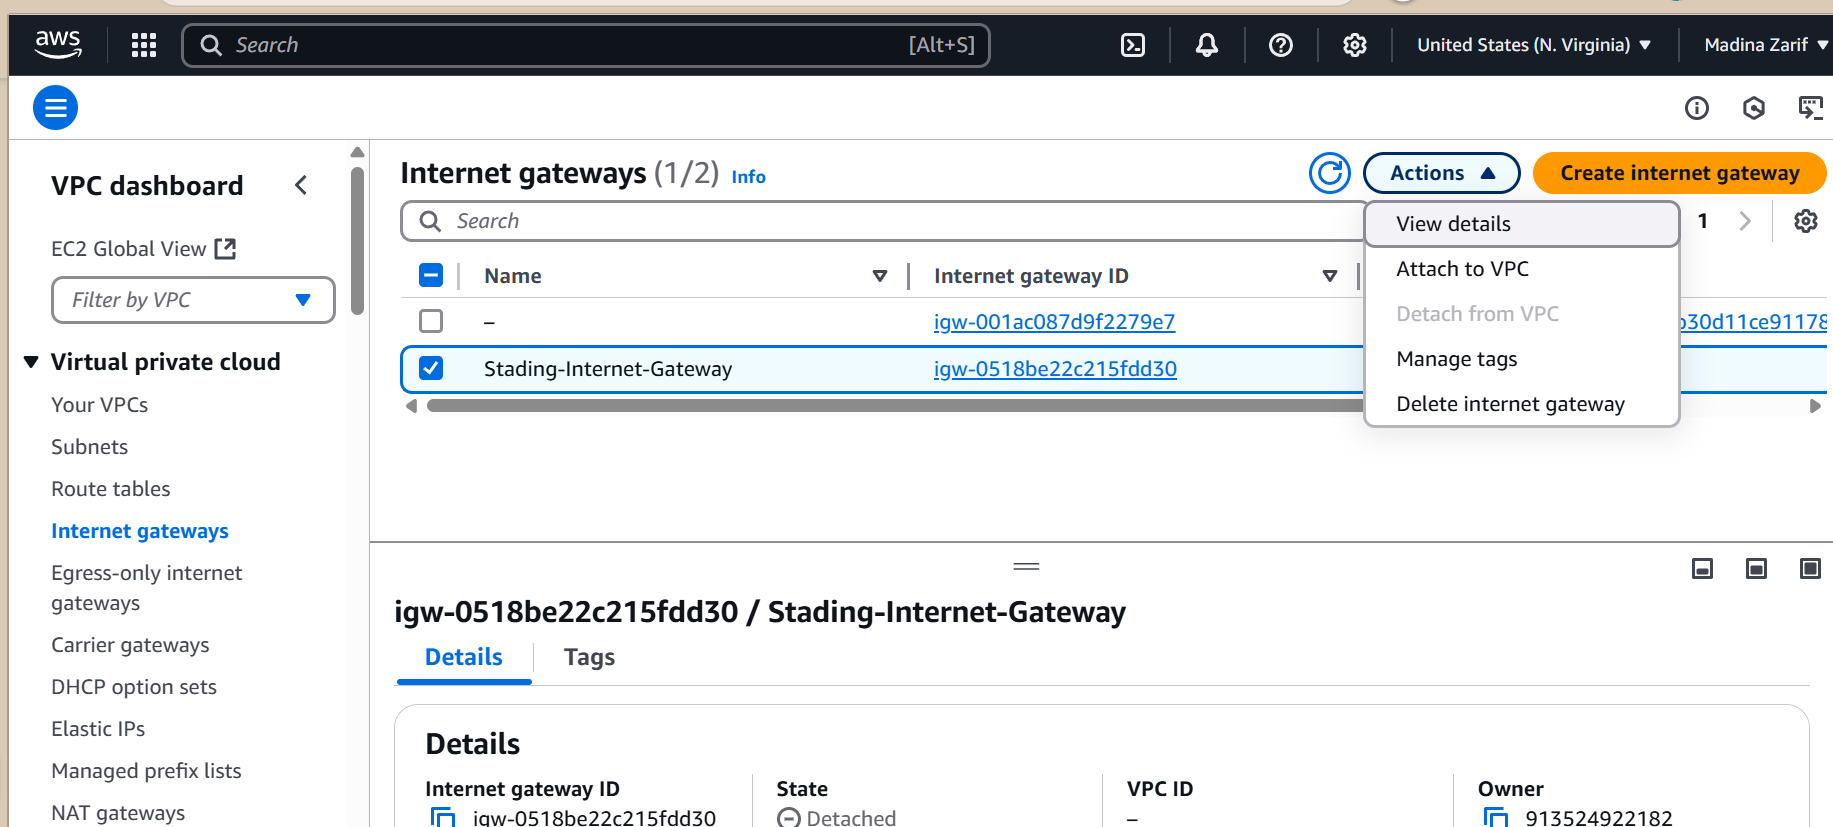 aws
Search [Alt+S]
United States (N. Virginia)
Madina Zarif
VPC dashboard
EC2 Global View
Filter by VPC
Virtual private cloud
Your VPCs
Subnets
Route tables
Internet gateways
Egress-only internet
gateways
Carrier gateways
DHCP option sets
Elastic IPs
Managed prefix lists
NAT gateways
Internet gateways (1/2) Info
Actions
Create internet gateway
Search
1
View details
Attach to VPC
Detach from VPC
Manage tags
Delete internet gateway
Name Internet gateway ID
– igw-001ac087d9f2279e7 b30d11ce91178
Stading-Internet-Gateway igw-0518be22c215fdd30
igw-0518be22c215fdd30 / Stading-Internet-Gateway
Details Tags
Details
Internet gateway ID State VPC ID Owner
igw-0518be22c215fdd30 Detached – 913524922182